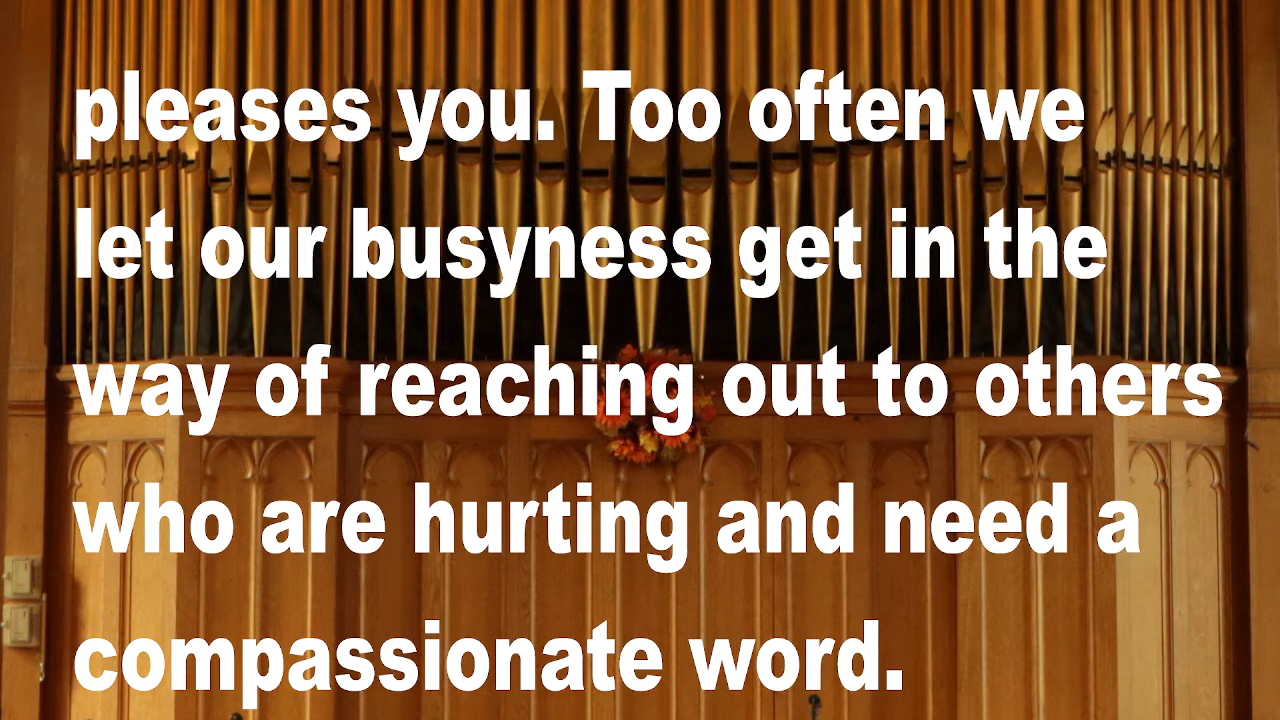 pleases you. Too often we
let our busyness get in the
way of reaching out to others
who are hurting and need a
compassionate word.